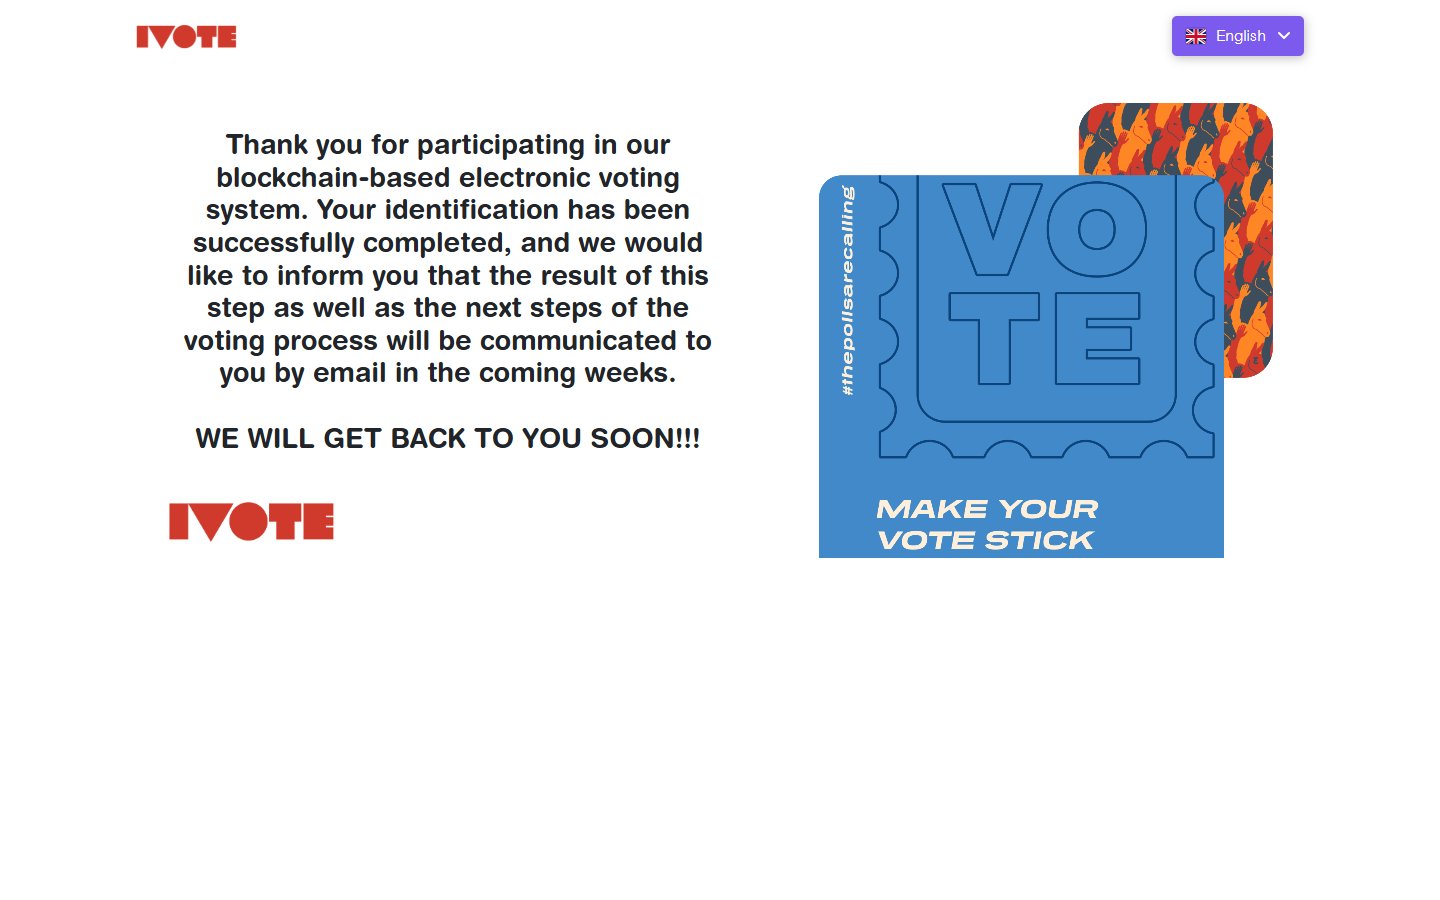 IVOTE
English
Thank you for participating in our
blockchain-based electronic voting
system. Your identification has been
successfully completed, and we would
like to inform you that the result of this
step as well as the next steps of the
voting process will be communicated to
you by email in the coming weeks.
WE WILL GET BACK TO YOU SOON!!!
IVOTE
#thepollsarecalling
VO
TE
MAKE YOUR
VOTE STICK